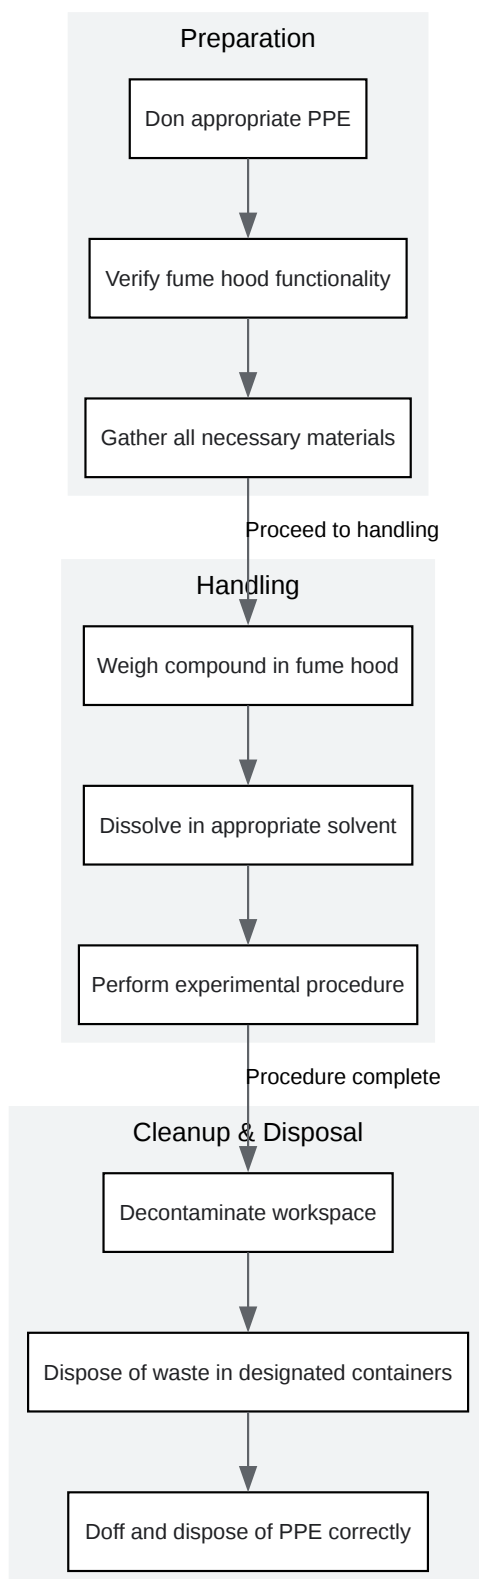 Preparation
Don appropriate PPE
Verify fume hood functionality
Gather all necessary materials
Proceed to handling
Handling
Weigh compound in fume hood
Dissolve in appropriate solvent
Perform experimental procedure
Procedure complete
Cleanup & Disposal
Decontaminate workspace
Dispose of waste in designated containers
Doff and dispose of PPE correctly